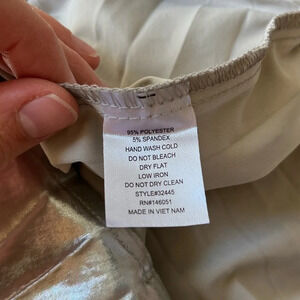 95% POLYESTER
5% SPANDEX
HAND WASH COLD
DO NOT BLEACH
DRY FLAT
LOW IRON
DO NOT DRY CLEAN
STYLE#32445
RN#146051
MADE IN VIET NAM